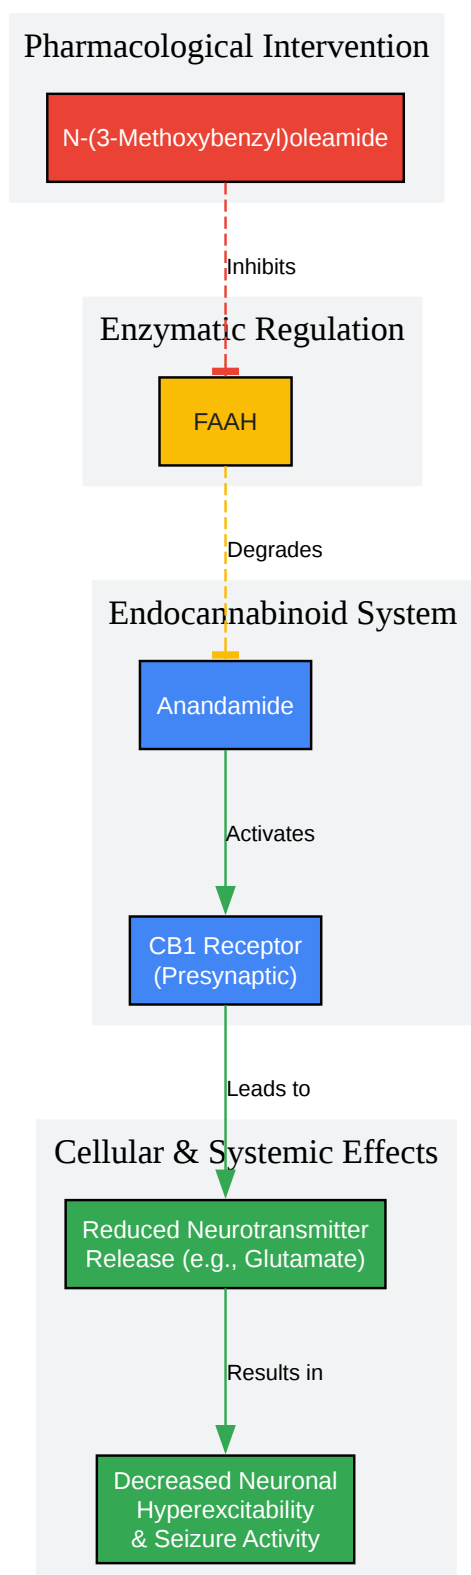 Pharmacological Intervention
N-(3-Methoxybenzyl)oleamide
Inhibits
Enzymatic Regulation
FAAH
Degrades
Endocannabinoid System
Anandamide
Activates
CB1 Receptor
(Presynaptic)
Leads to
Cellular & Systemic Effects
Reduced Neurotransmitter
Release (e.g., Glutamate)
Results in
Decreased Neuronal
Hyperexcitability
& Seizure Activity